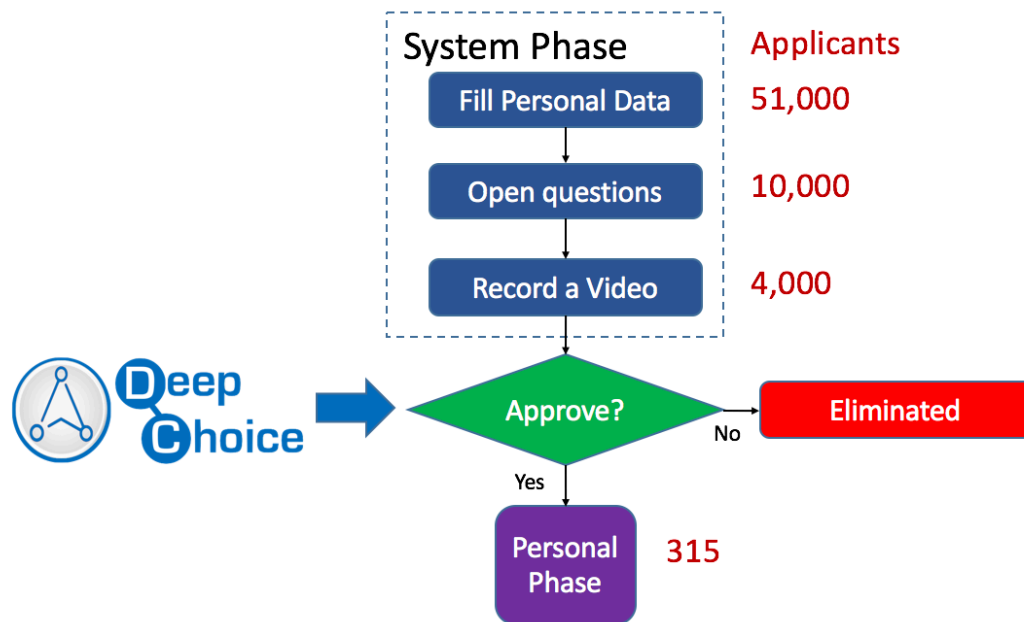 System Phase
Applicants
Fill Personal Data
51,000
Open questions
10,000
Record a Video
4,000
Deep
Choice
Approve?
No
Eliminated
Yes
Personal
Phase
315